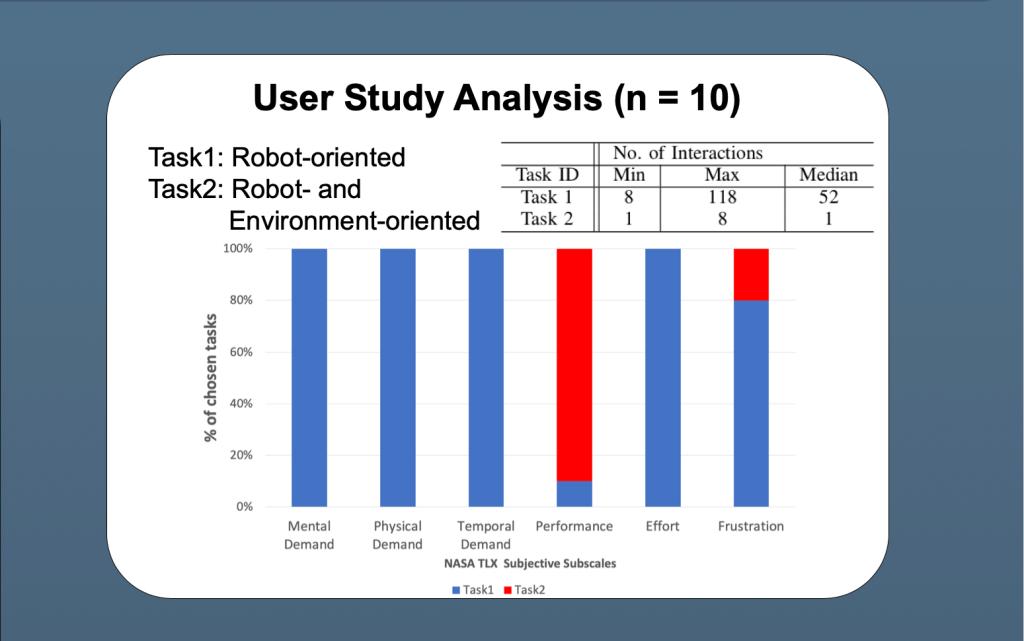 User Study Analysis (n = 10)
Task1: Robot-oriented
Task2: Robot- and
Environment-oriented
No. of Interactions
Task ID Min Max Median
Task 1 8 118 52
Task 2 1 8 1
100%
80%
60%
40%
20%
0%
% of chosen tasks
Mental Demand
Physical Demand
Temporal Demand
Performance
Effort
Frustration
NASA TLX Subjective Subscales
Task1 Task2